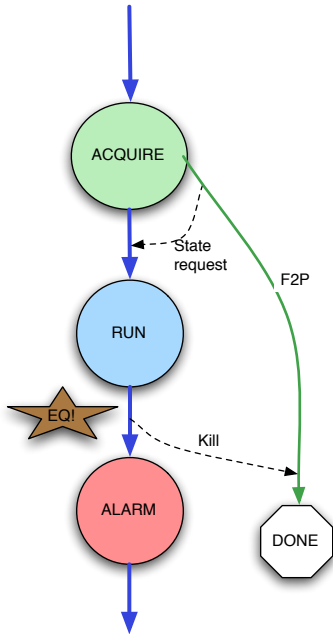 ACQUIRE
State
request
F2P
RUN
EQ!
Kill
ALARM
DONE